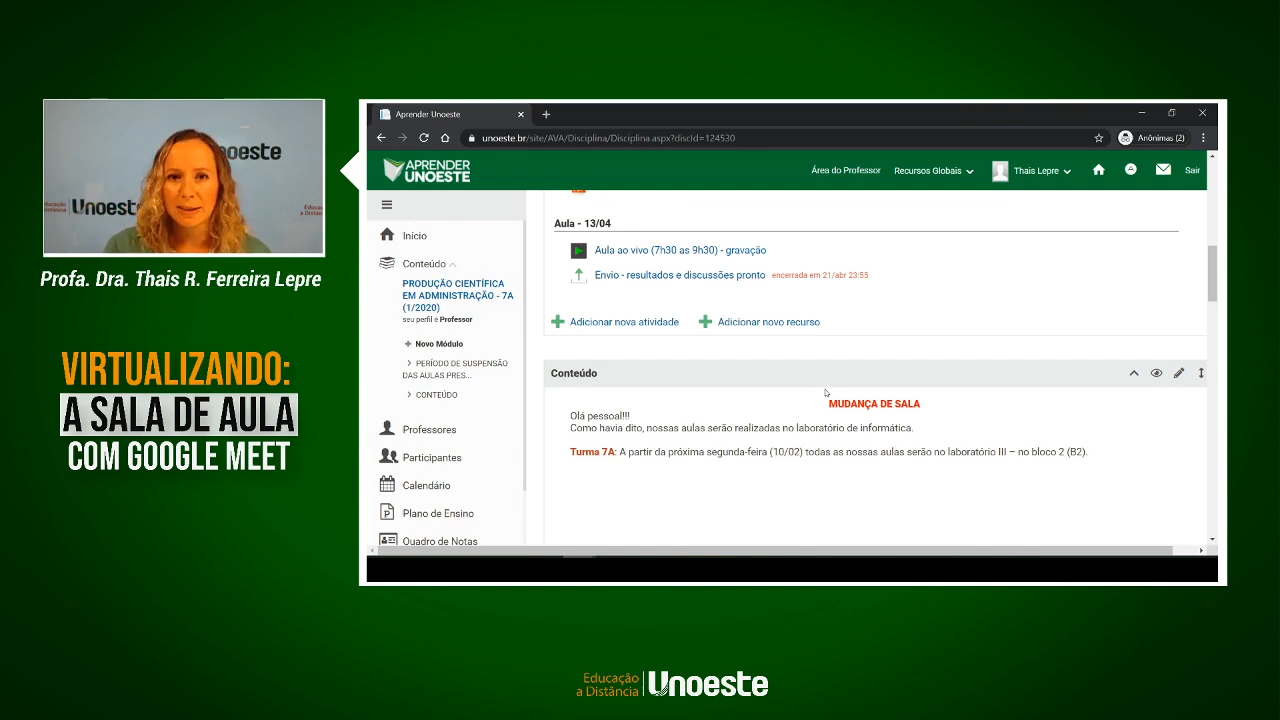 oeste
ducação
Distância
Unoeste
Profa. Dra. Thais R. Ferreira Lepre
VIRTUALIZANDO:
A SALA DE AULA
COM GOOGLE MEET
Aprender Unoeste
unoeste.br/site/AVA/Disciplina/Disciplina.aspx?discId=124530
Anônimas (2)
APRENDER
UNOESTE
Área do Professor
Recursos Globais
Thais Lepre
Sair
Início
Conteúdo
PRODUÇÃO CIENTÍFICA
EM ADMINISTRAÇÃO - 7A
(1/2020)
seu perfil é Professor
Novo Módulo
PERÍODO DE SUSPENSÃO
DAS AULAS PRES...
CONTEÚDO
Professores
Participantes
Calendário
Plano de Ensino
Quadro de Notas
Aula - 13/04
Aula ao vivo (7h30 as 9h30) - gravação
Envio - resultados e discussões pronto encerrada em 21/abr 23:55
Adicionar nova atividade
Adicionar novo recurso
Conteúdo
MUDANÇA DE SALA
Olá pessoal!!!
Como havia dito, nossas aulas serão realizadas no laboratório de informática.
Turma 7A: A partir da próxima segunda-feira (10/02) todas as nossas aulas serão no laboratório III – no bloco 2 (B2).
Educação
a Distância
Unoeste